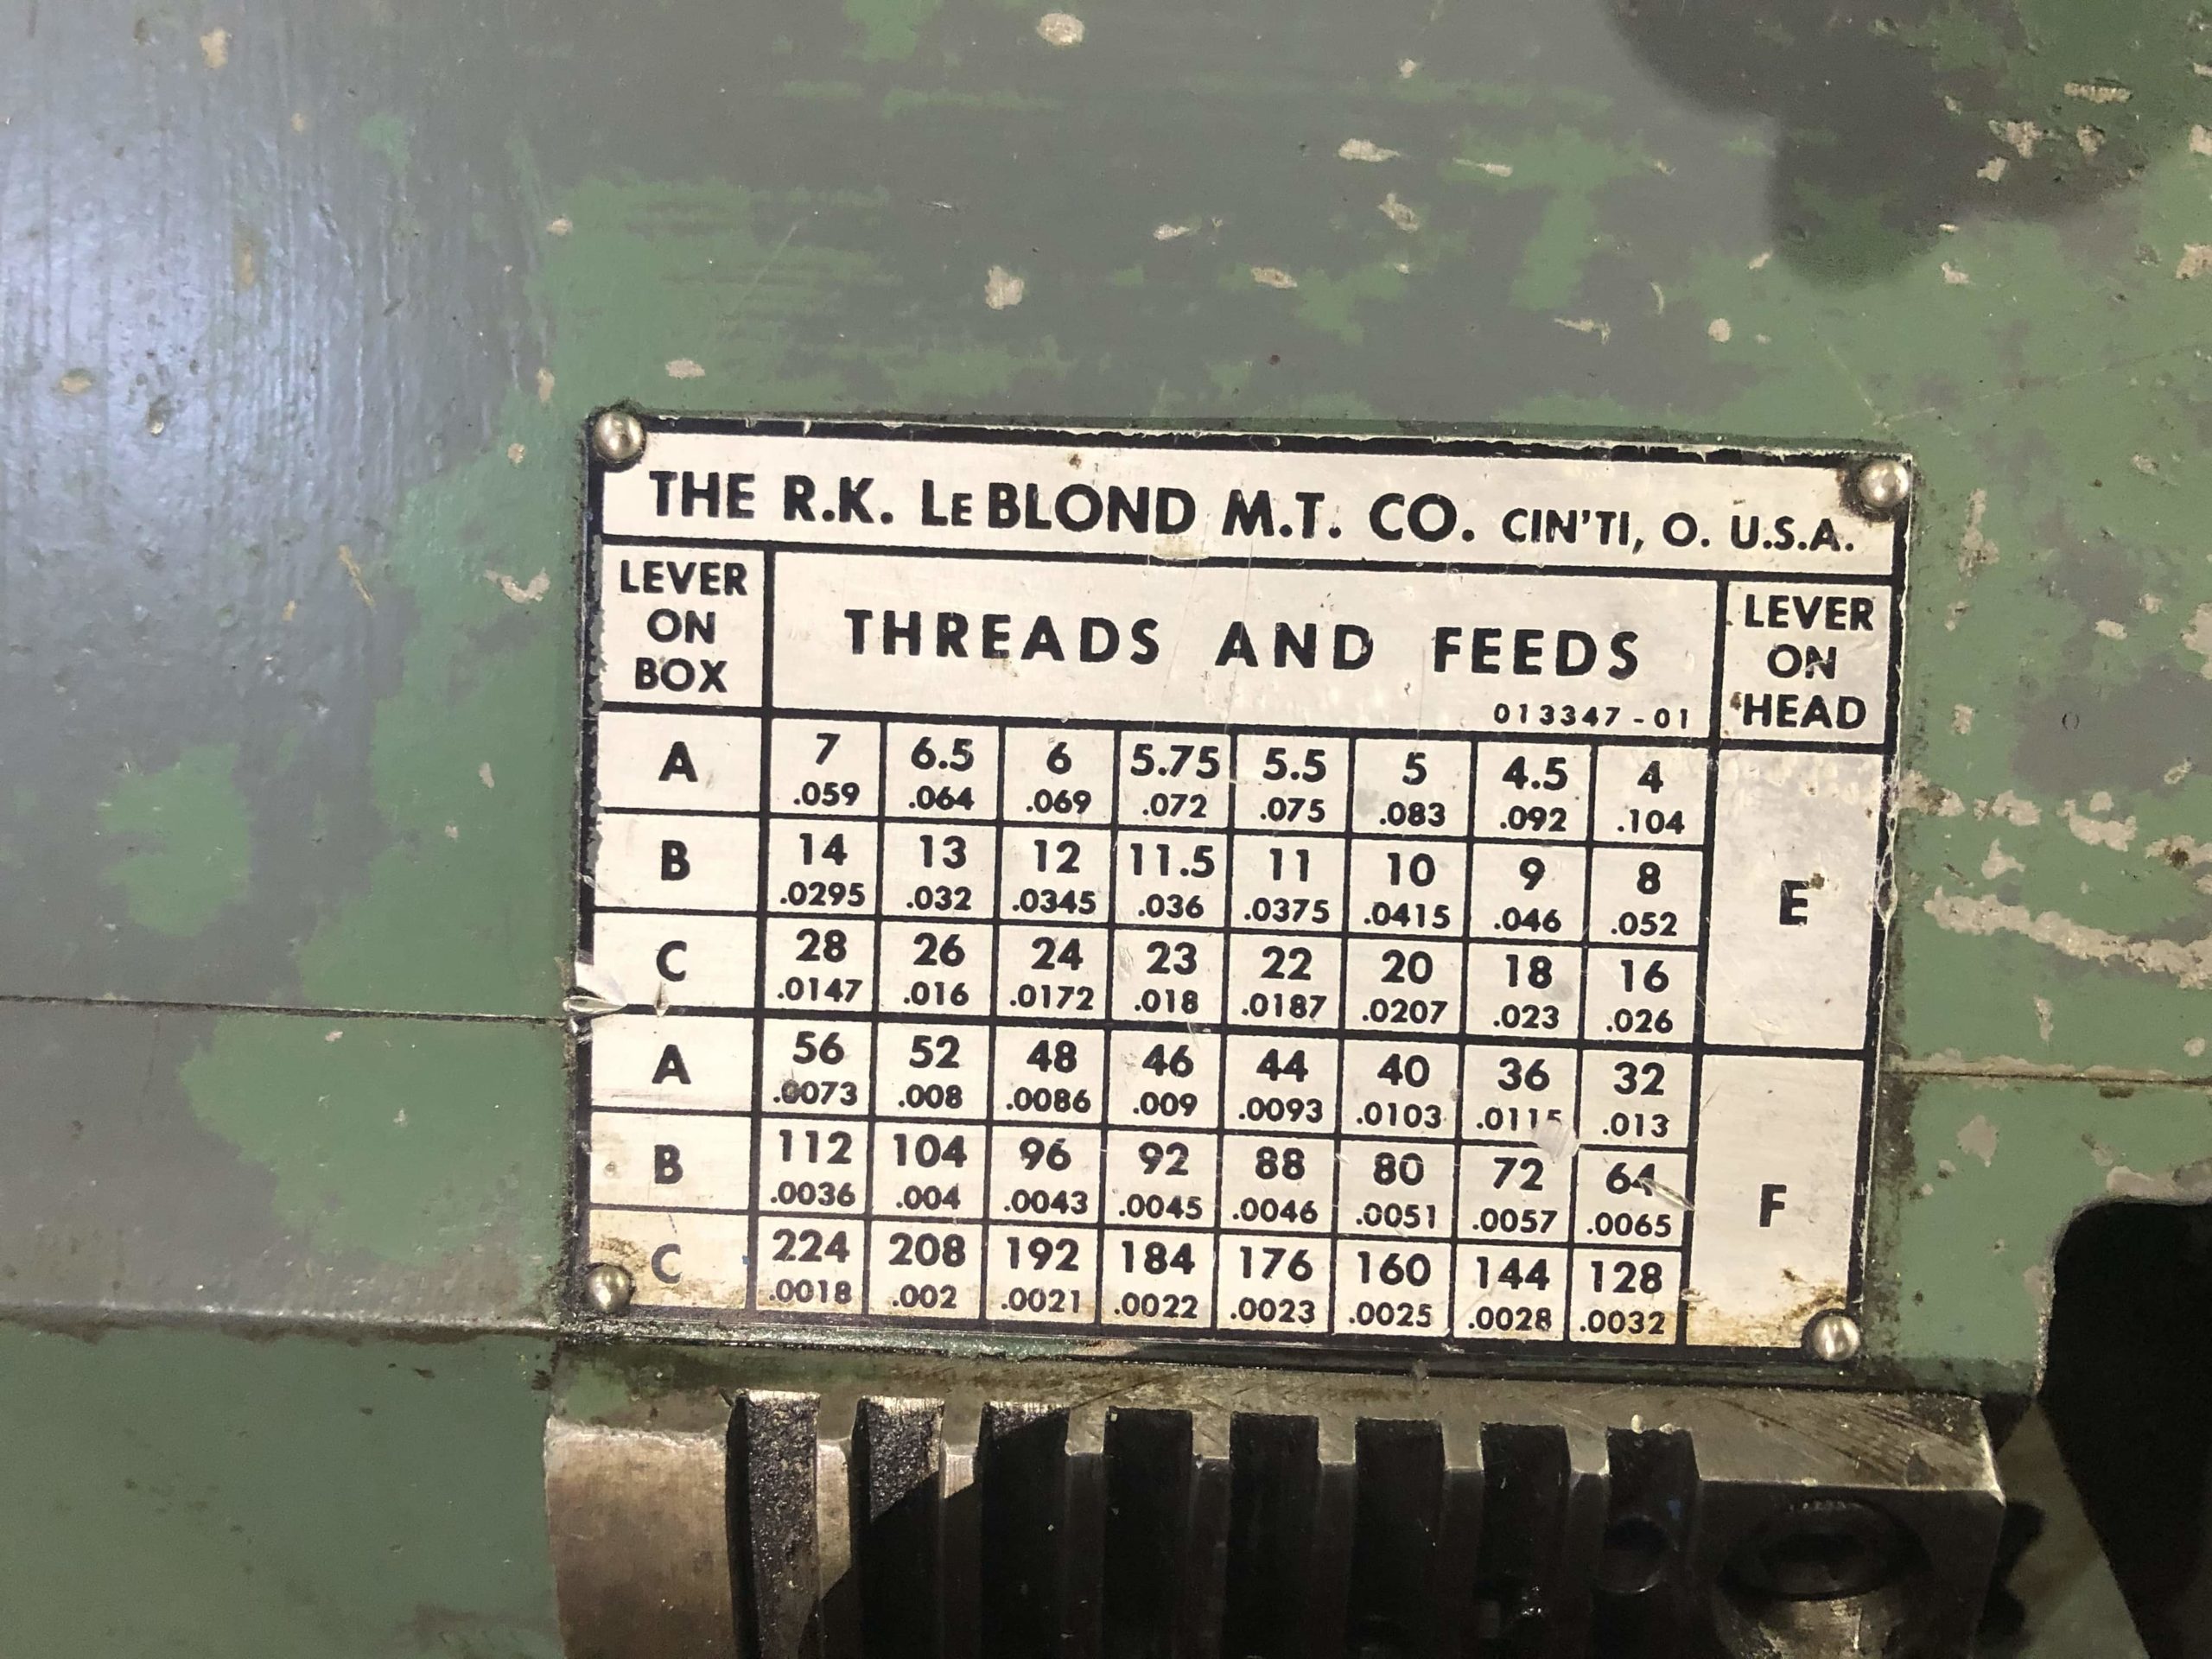 THE R.K. LEBLOND M.T. CO. CIN'TI, O. U.S.A.
LEVER ON BOX
THREADS AND FEEDS
013347-01
LEVER ON HEAD
A 7 6.5 6 5.75 5.5 5 4.5 4
.059 .064 .069 .072 .075 .083 .092 .104
B 14 13 12 11.5 11 10 9 8
.0295 .032 .0345 .036 .0375 .0415 .046 .052
E
C 28 26 24 23 22 20 18 16
.0147 .016 .0172 .018 .0187 .0207 .023 .026
A 56 52 48 46 44 40 36 32
.0073 .008 .0086 .009 .0093 .0103 .0115 .013
B 112 104 96 92 88 80 72 64
.0036 .004 .0043 .0045 .0046 .0051 .0057 .0065
F
C 224 208 192 184 176 160 144 128
.0018 .002 .0021 .0022 .0023 .0025 .0028 .0032